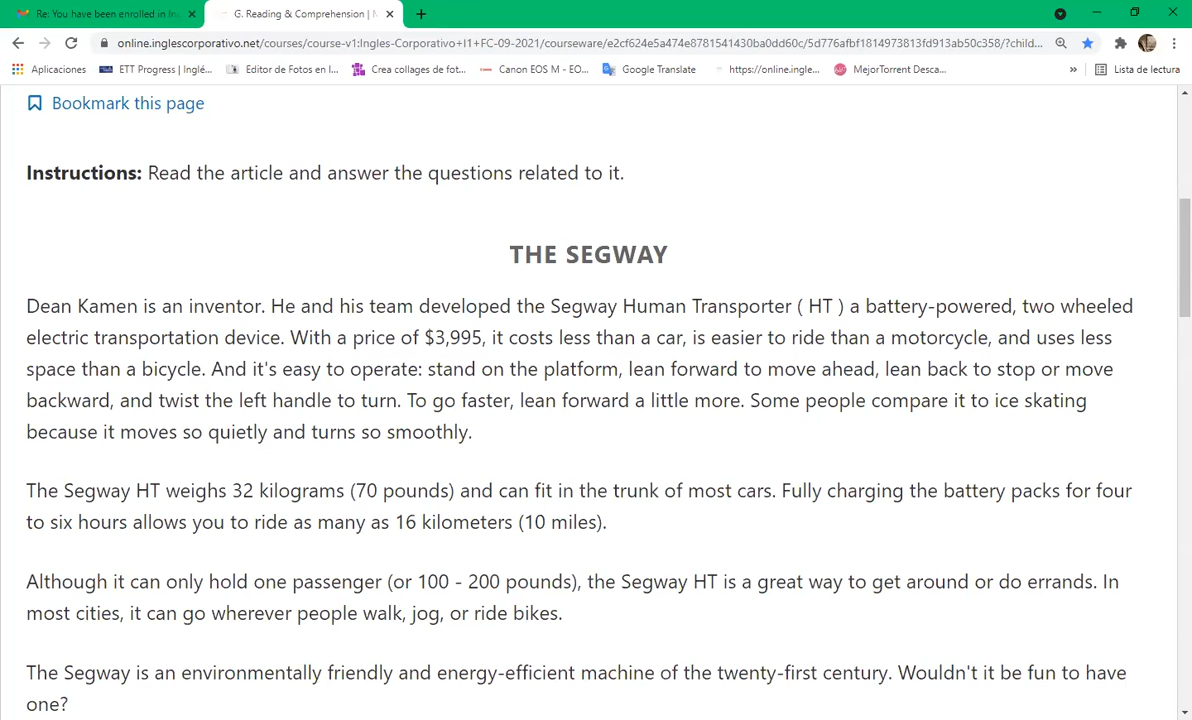 Re: You have been enrolled in In
G. Reading & Comprehension |
online.inglescorporativo.net/courses/course-v1:Ingles-Corporativo+I1+FC-09-2021/courseware/e2cf624e5a474e8781541430ba0dd60c/5d776afbf1814973813fd913ab50c358/?child...
Aplicaciones ETT Progress | Inglé... Editor de Fotos en l... Crea collages de fot... Canon EOS M - EO... Google Translate https://online.ingle... MejorTorrent Desca... » Lista de lectura
Bookmark this page
Instructions: Read the article and answer the questions related to it.
THE SEGWAY
Dean Kamen is an inventor. He and his team developed the Segway Human Transporter ( HT ) a battery-powered, two wheeled
electric transportation device. With a price of $3,995, it costs less than a car, is easier to ride than a motorcycle, and uses less
space than a bicycle. And it's easy to operate: stand on the platform, lean forward to move ahead, lean back to stop or move
backward, and twist the left handle to turn. To go faster, lean forward a little more. Some people compare it to ice skating
because it moves so quietly and turns so smoothly.
The Segway HT weighs 32 kilograms (70 pounds) and can fit in the trunk of most cars. Fully charging the battery packs for four
to six hours allows you to ride as many as 16 kilometers (10 miles).
Although it can only hold one passenger (or 100 - 200 pounds), the Segway HT is a great way to get around or do errands. In
most cities, it can go wherever people walk, jog, or ride bikes.
The Segway is an environmentally friendly and energy-efficient machine of the twenty-first century. Wouldn't it be fun to have
one?